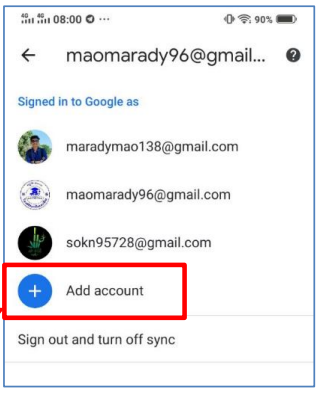 08:00
90%
maomarady96@gmail...
Signed in to Google as
maradymao138@gmail.com
maomarady96@gmail.com
sokn95728@gmail.com
Add account
Sign out and turn off sync